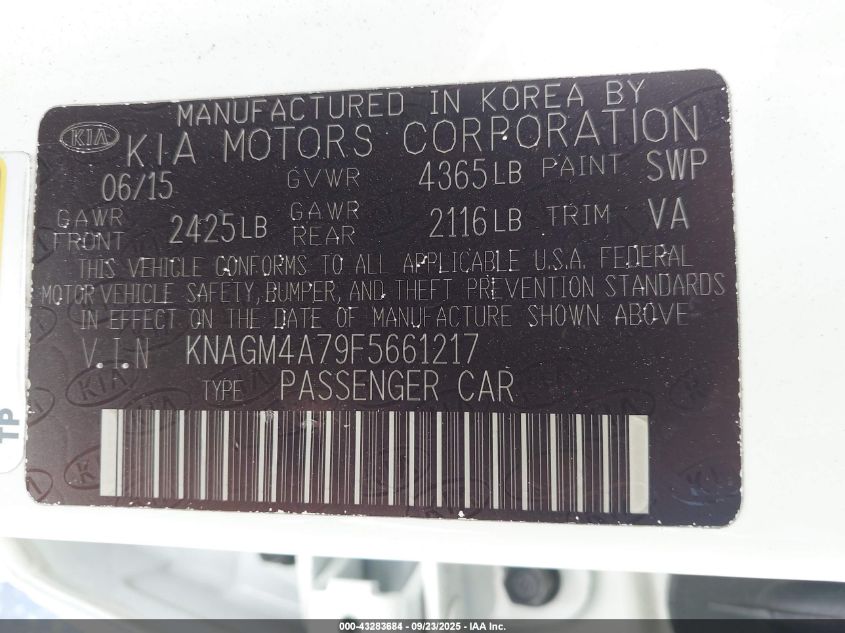 MANUFACTURED IN KOREA BY
KIA KIA MOTORS CORPORATION
06/15 GVWR 4365LB PAINT SWP
GAWR FRONT 2425LB GAWR REAR 2116LB TRIM VA
THIS VEHICLE CONFORMS TO ALL APPLICABLE U.S.A. FEDERAL
MOTOR VEHICLE SAFETY, BUMPER, AND THEFT PREVENTION STANDARDS
IN EFFECT ON THE DATE OF MANUFACTURE SHOWN ABOVE
V.I.N KNAGM4A79F5661217
TYPE PASSENGER CAR
000-43283684 - 09/23/2025 - IAA Inc.